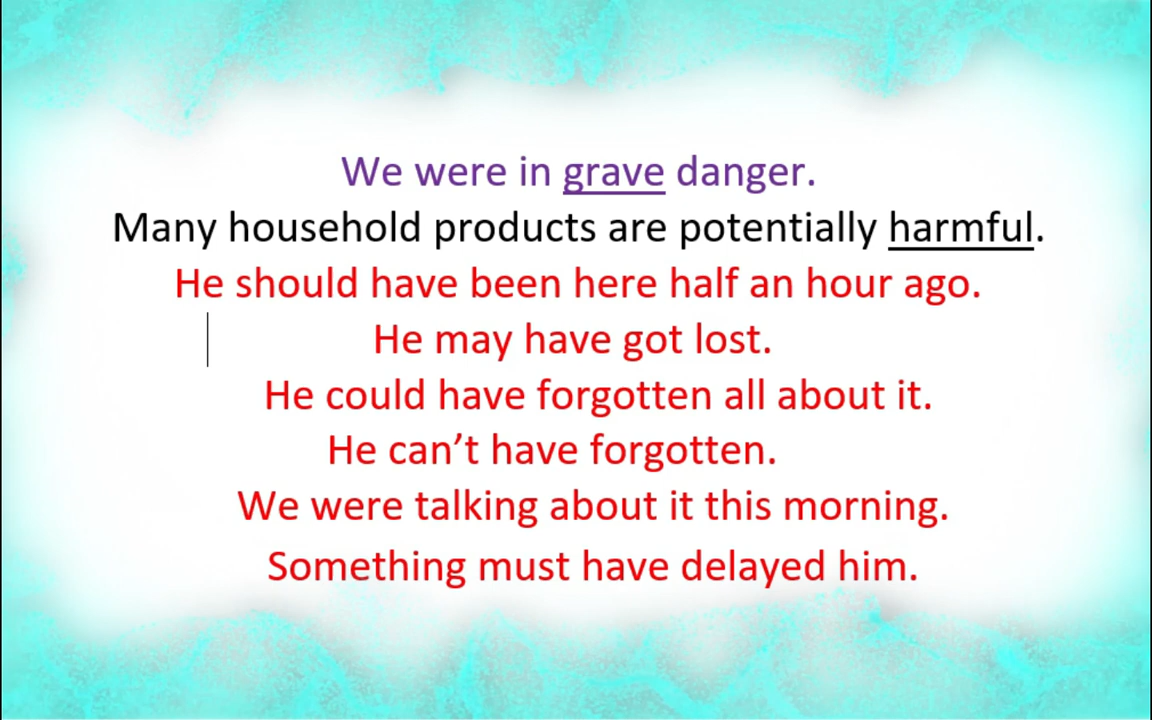 We were in grave danger.
Many household products are potentially harmful.
He should have been here half an hour ago.
He may have got lost.
He could have forgotten all about it.
He can’t have forgotten.
We were talking about it this morning.
Something must have delayed him.